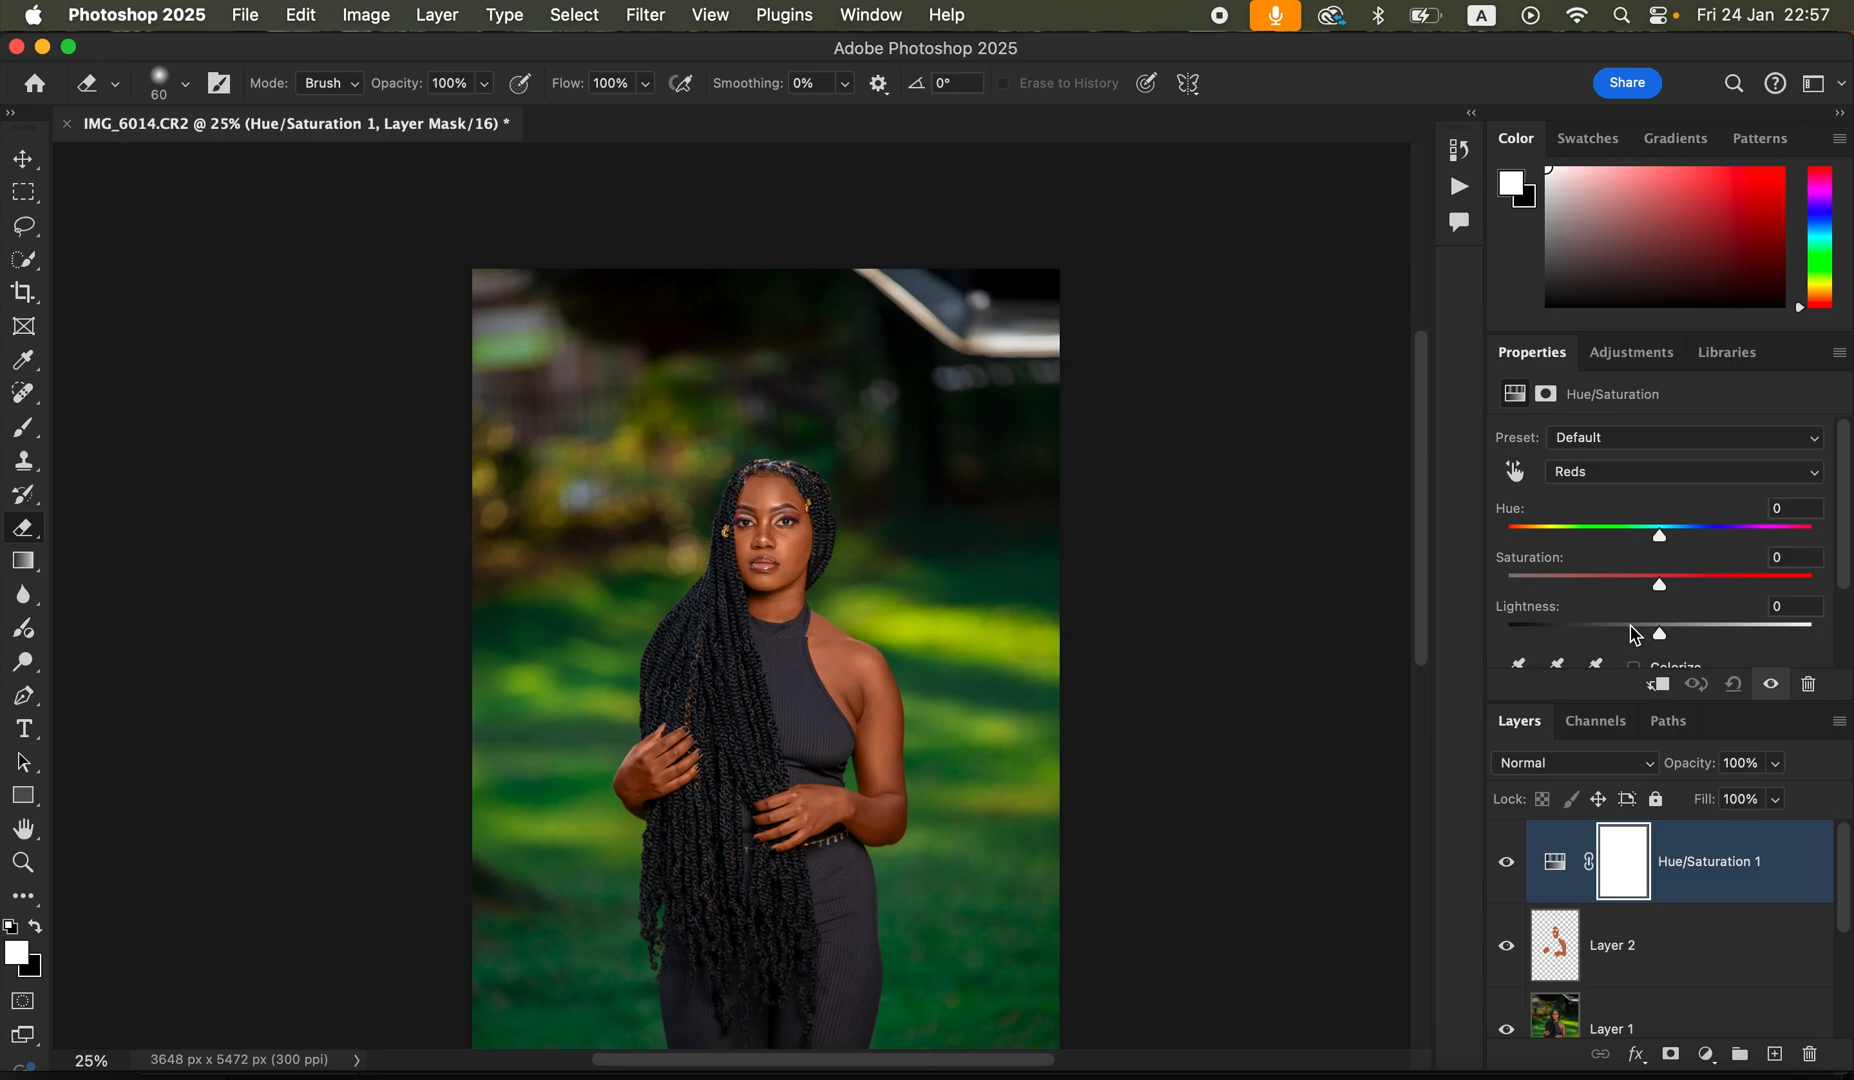 Photoshop 2025 File Edit Image Layer Type Select Filter View Plugins Window Help A Fri 24 Jan 22:57
Adobe Photoshop 2025
60 Mode: Brush Opacity: 100% Flow: 100% Smoothing: 0% 0° Erase to History Share
IMG_6014.CR2 @ 25% (Hue/Saturation 1, Layer Mask/16) *
Color Swatches Gradients Patterns
Properties Adjustments Libraries
Hue/Saturation
Preset: Default
Reds
Hue: 0
Saturation: 0
Lightness: 0
Colorize
Layers Channels Paths
Normal Opacity: 100%
Lock: Fill: 100%
Hue/Saturation 1
Layer 2
Layer 1
25% 3648 px x 5472 px (300 ppi)